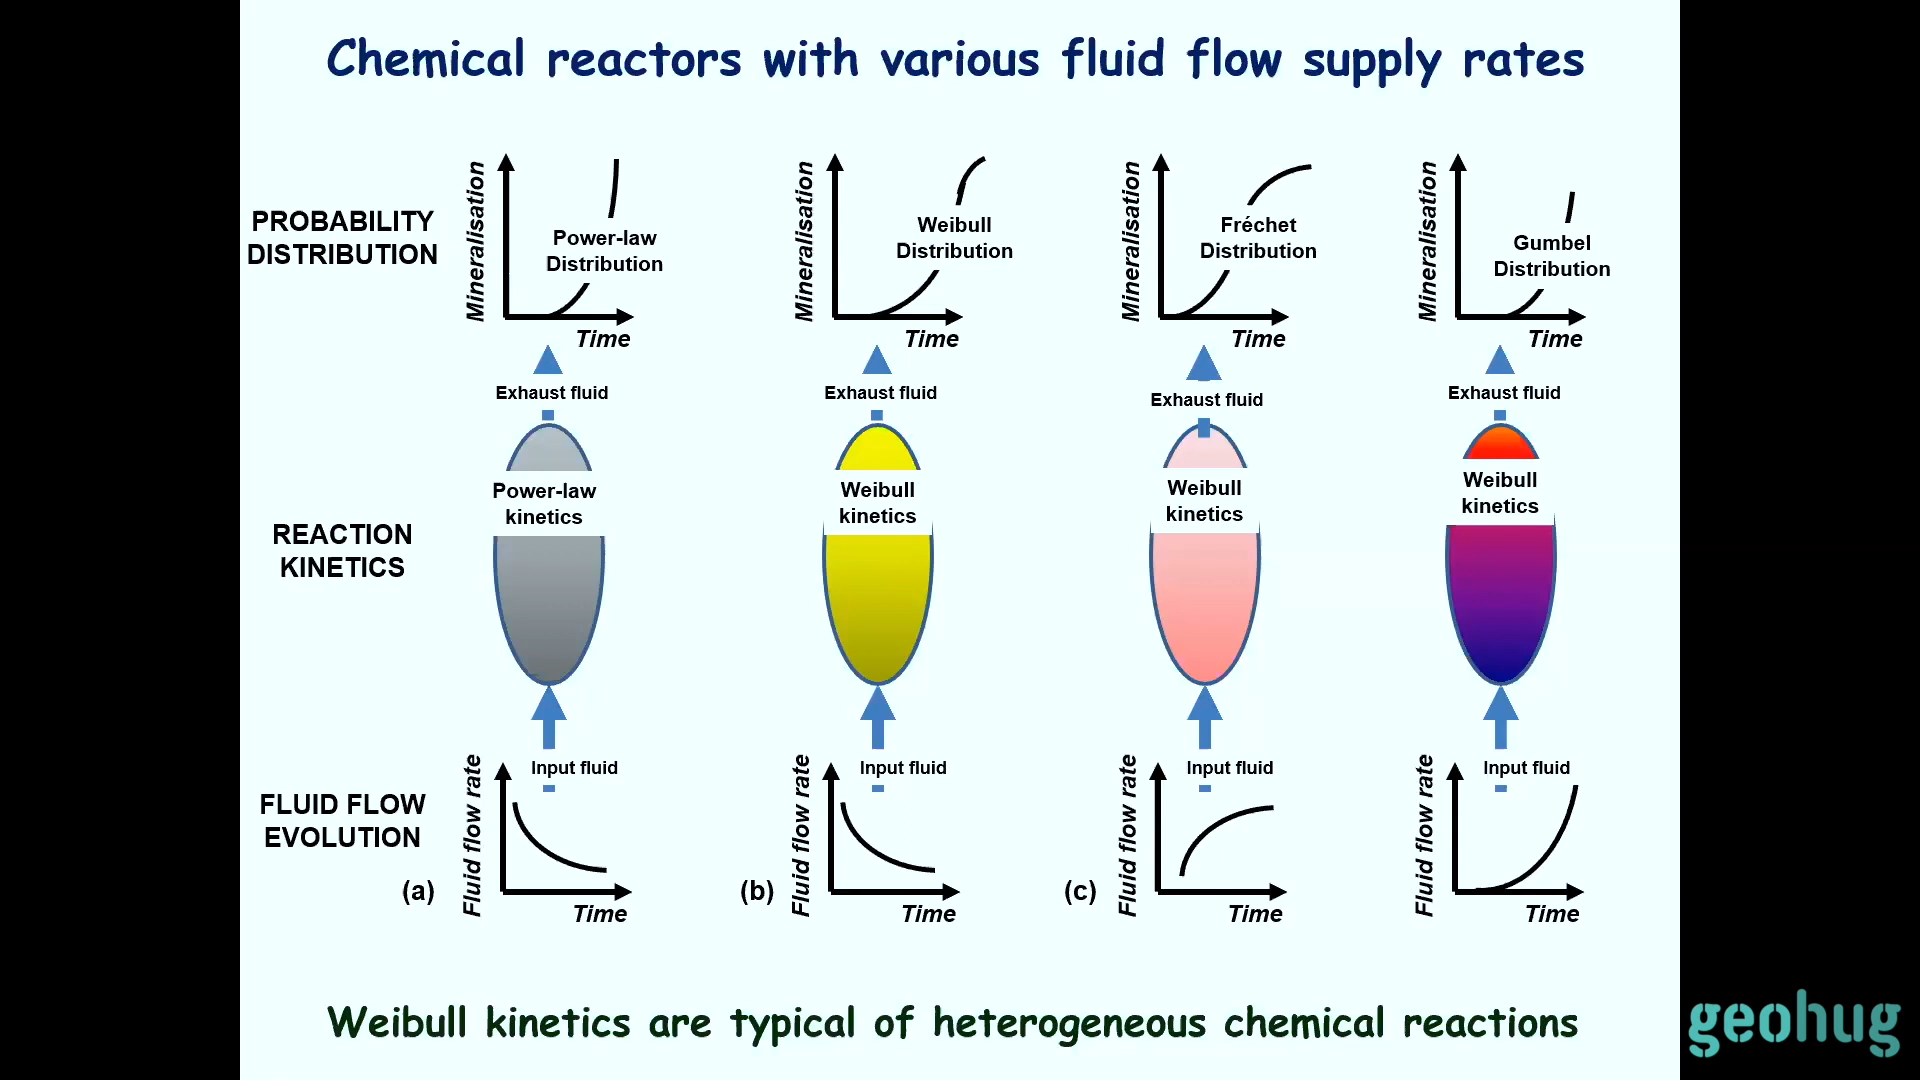 Chemical reactors with various fluid flow supply rates
PROBABILITY
DISTRIBUTION
Mineralisation
Power-law
Distribution
Time
Mineralisation
Weibull
Distribution
Time
Mineralisation
Fréchet
Distribution
Time
Mineralisation
Gumbel
Distribution
Time
Exhaust fluid
Exhaust fluid
Exhaust fluid
Exhaust fluid
REACTION
KINETICS
Power-law
kinetics
Weibull
kinetics
Weibull
kinetics
Weibull
kinetics
FLUID FLOW
EVOLUTION
(a)
Fluid flow rate
Input fluid
Time
(b)
Fluid flow rate
Input fluid
Time
(c)
Fluid flow rate
Input fluid
Time
Fluid flow rate
Input fluid
Time
Weibull kinetics are typical of heterogeneous chemical reactions
geohug